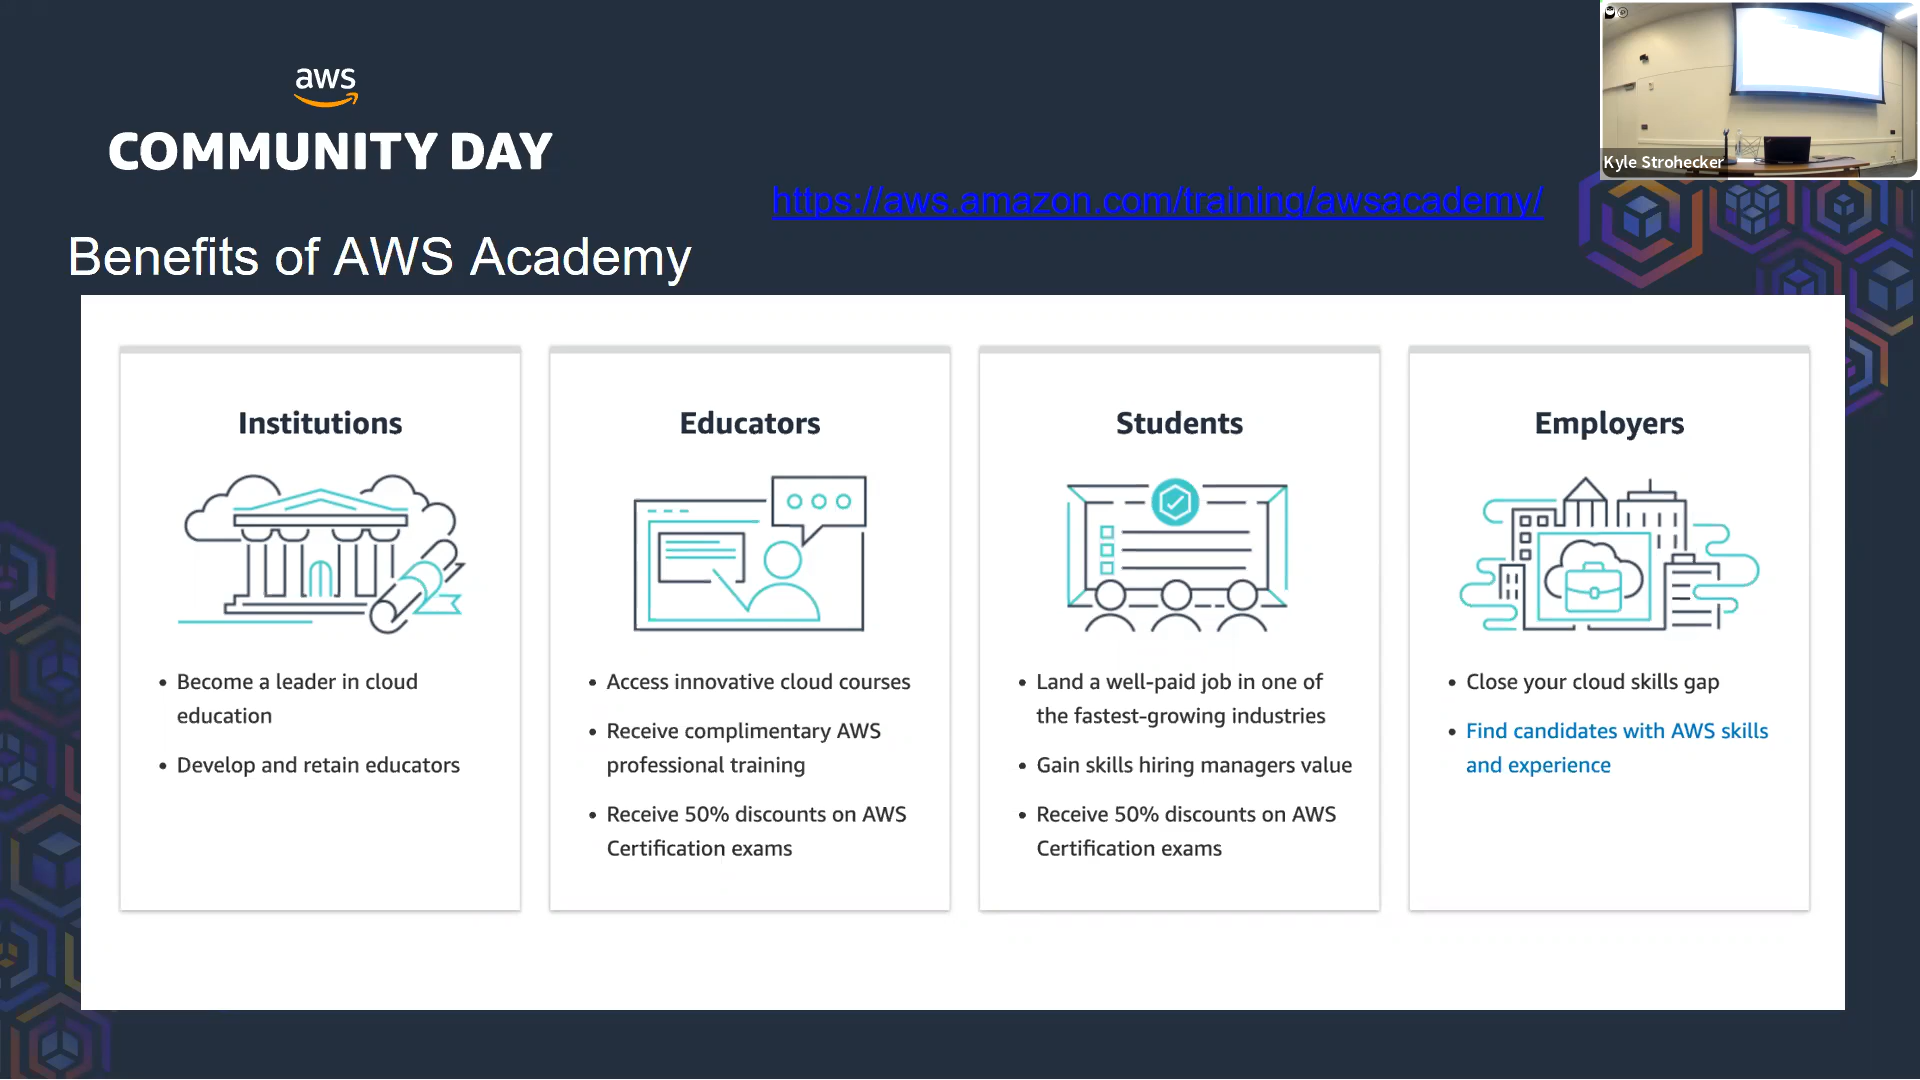 aws
COMMUNITY DAY
Kyle Strohecker
https://aws.amazon.com/training/awsacademy/
Benefits of AWS Academy
Institutions
• Become a leader in cloud
education
• Develop and retain educators
Educators
• Access innovative cloud courses
• Receive complimentary AWS
professional training
• Receive 50% discounts on AWS
Certification exams
Students
• Land a well-paid job in one of
the fastest-growing industries
• Gain skills hiring managers value
• Receive 50% discounts on AWS
Certification exams
Employers
• Close your cloud skills gap
• Find candidates with AWS skills
and experience